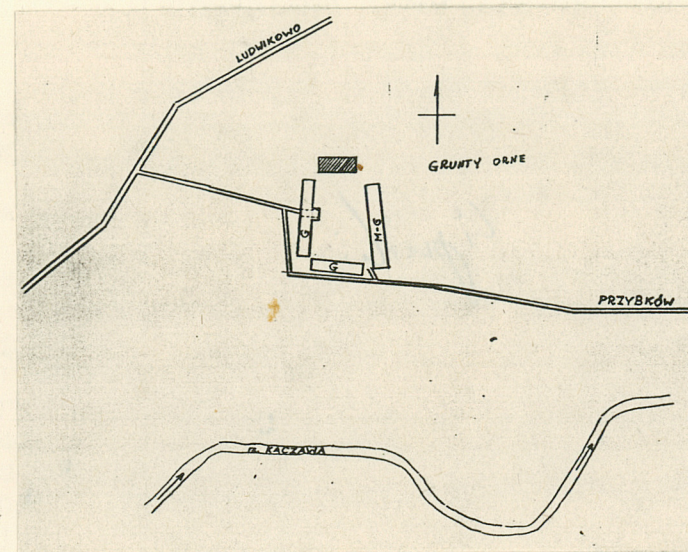 LUDWIKOWO
GRUNTY ORNE
G
M-G
G
PRZYBKÓW
rz. KACZAWA